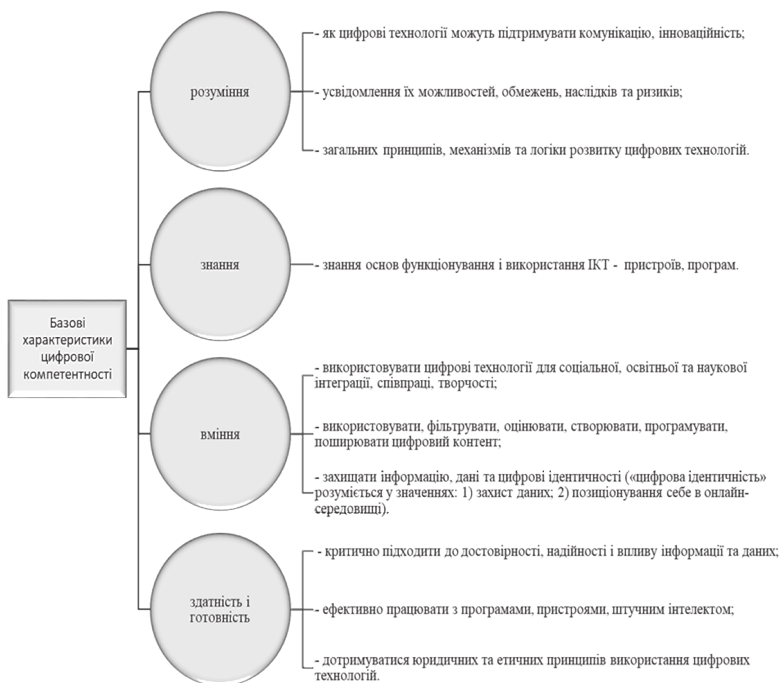 Базові
характеристики
цифрової
компетентності
розуміння
- як цифрові технології можуть підтримувати комунікацію, інноваційність;
- усвідомлення їх можливостей, обмежень, наслідків та ризиків;
- загальних принципів, механізмів та логіки розвитку цифрових технологій.
знання
- знання основ функціонування і використання ІКТ - пристроїв, програм.
вміння
- використовувати цифрові технології для соціальної, освітньої та наукової
інтеграції, співпраці, творчості;
- використовувати, фільтрувати, оцінювати, створювати, програмувати,
поширювати цифровий контент;
- захищати інформацію, дані та цифрові ідентичності («цифрова ідентичність»
розуміється у значеннях: 1) захист даних; 2) позиціонування себе в онлайн-
середовищі).
здатність і
готовність
- критично підходити до достовірності, надійності і впливу інформації та даних;
- ефективно працювати з програмами, пристроями, штучним інтелектом;
- дотримуватися юридичних та етичних принципів використання цифрових
технологій.